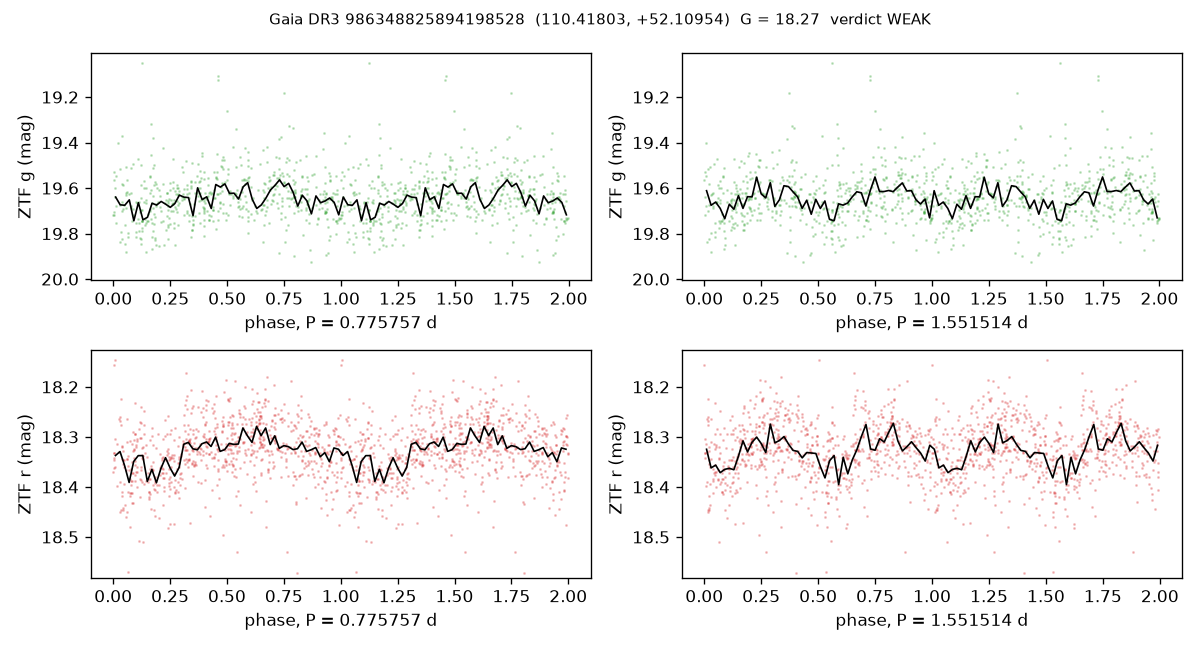 Gaia DR3 986348825894198528 (110.41803, +52.10954) G = 18.27 verdict WEAK
ZTF g (mag)
19.2
19.4
19.6
19.8
20.0
0.00 0.25 0.50 0.75 1.00 1.25 1.50 1.75 2.00
phase, P = 0.775757 d
ZTF g (mag)
19.2
19.4
19.6
19.8
20.0
0.00 0.25 0.50 0.75 1.00 1.25 1.50 1.75 2.00
phase, P = 1.551514 d
ZTF r (mag)
18.2
18.3
18.4
18.5
0.00 0.25 0.50 0.75 1.00 1.25 1.50 1.75 2.00
phase, P = 0.775757 d
ZTF r (mag)
18.2
18.3
18.4
18.5
0.00 0.25 0.50 0.75 1.00 1.25 1.50 1.75 2.00
phase, P = 1.551514 d